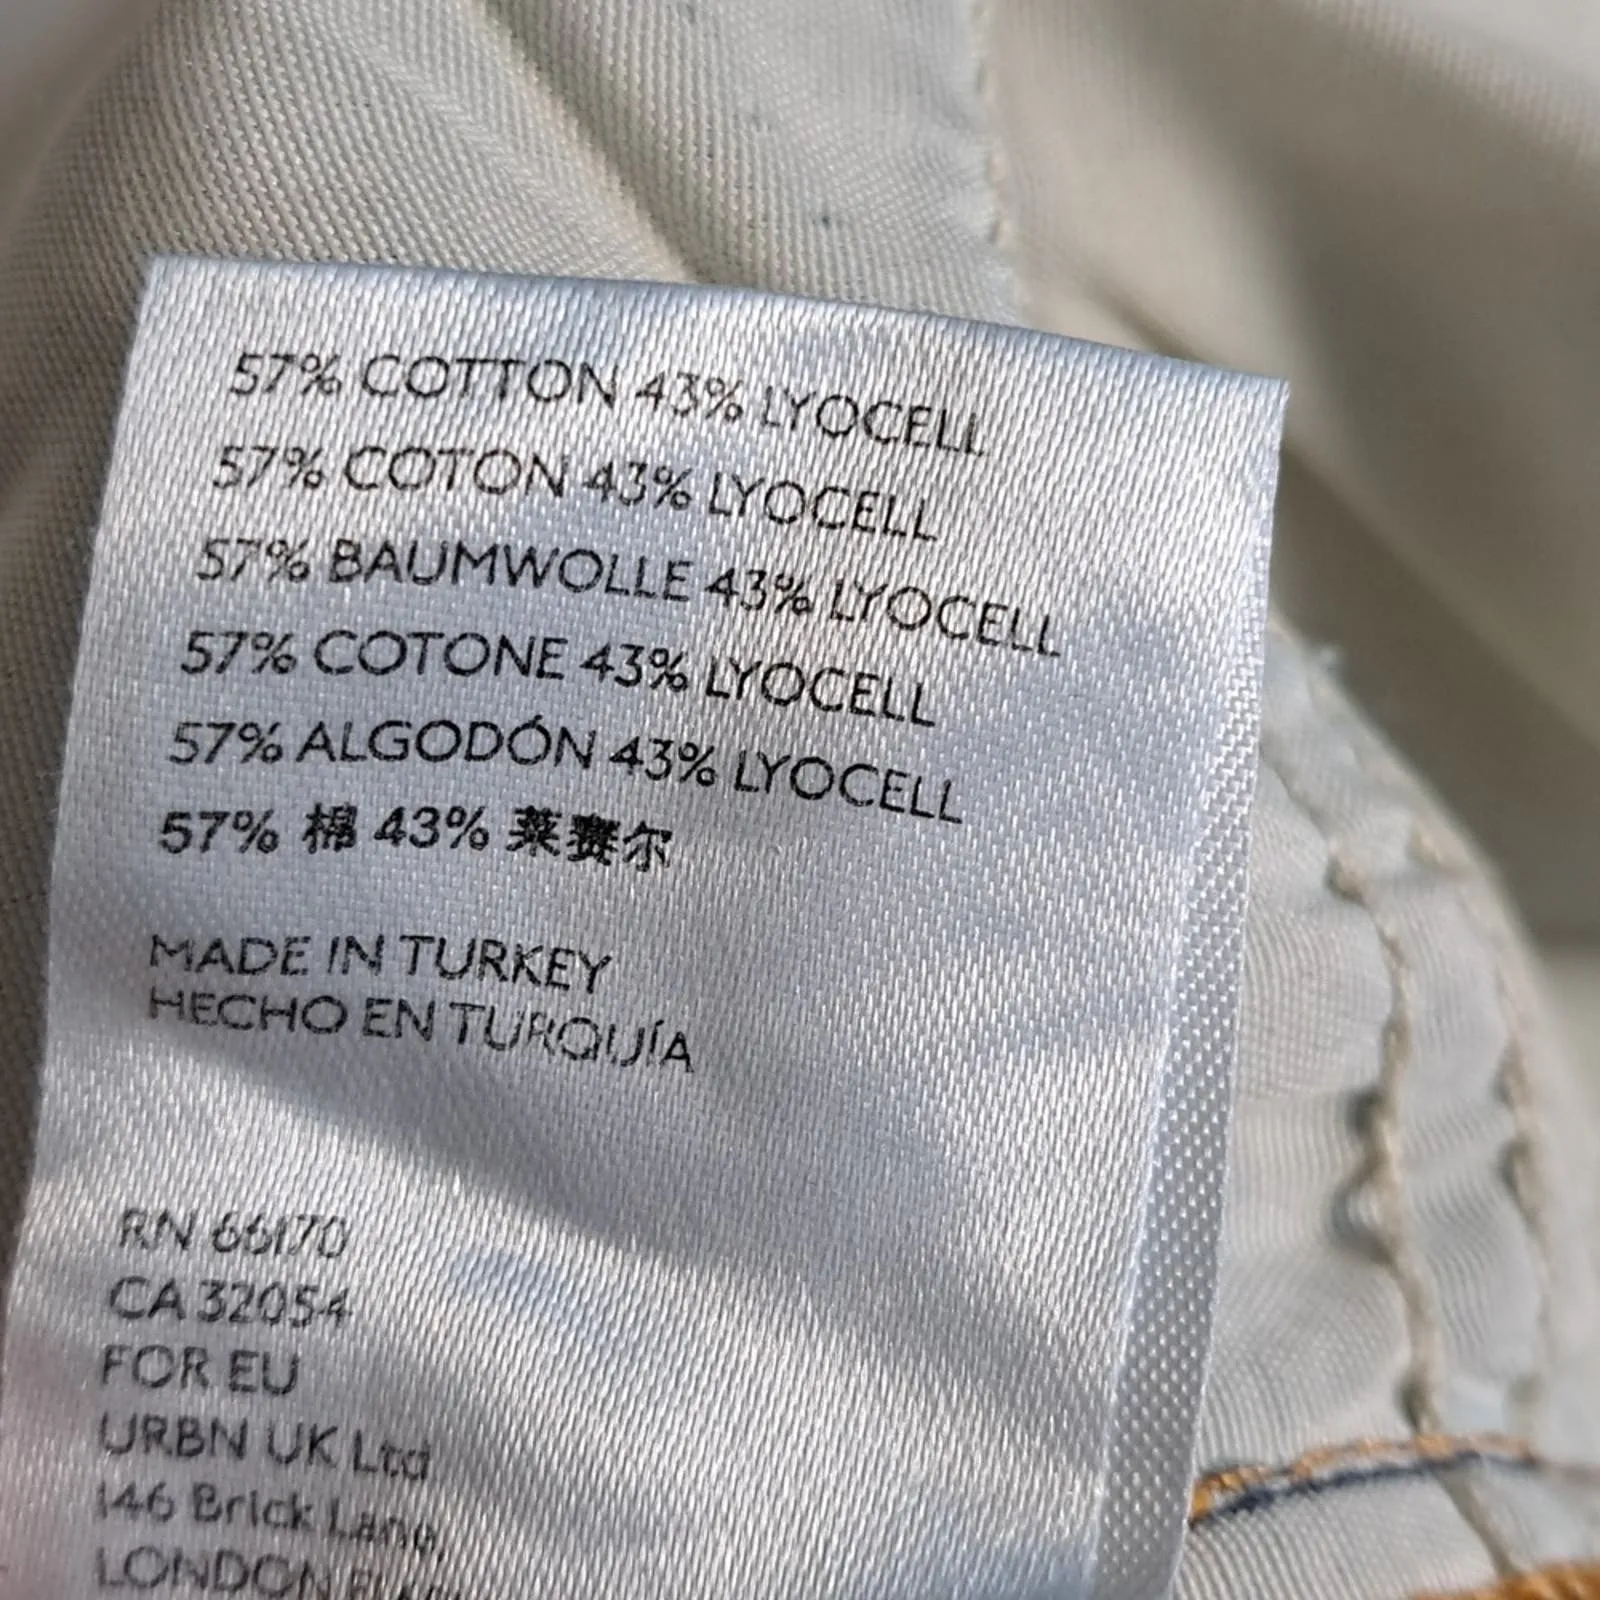 57% COTTON 43% LYOCELL
57% COTON 43% LYOCELL
57% BAUMWOLLE 43% LYOCELL
57% COTONE 43% LYOCELL
57% ALGODÓN 43% LYOCELL
57% 棉 43% 莱赛尔
MADE IN TURKEY
HECHO EN TURQUÍA
RN 66170
CA 32054
FOR EU
URBN UK Ltd
146 Brick Lane,
LONDON